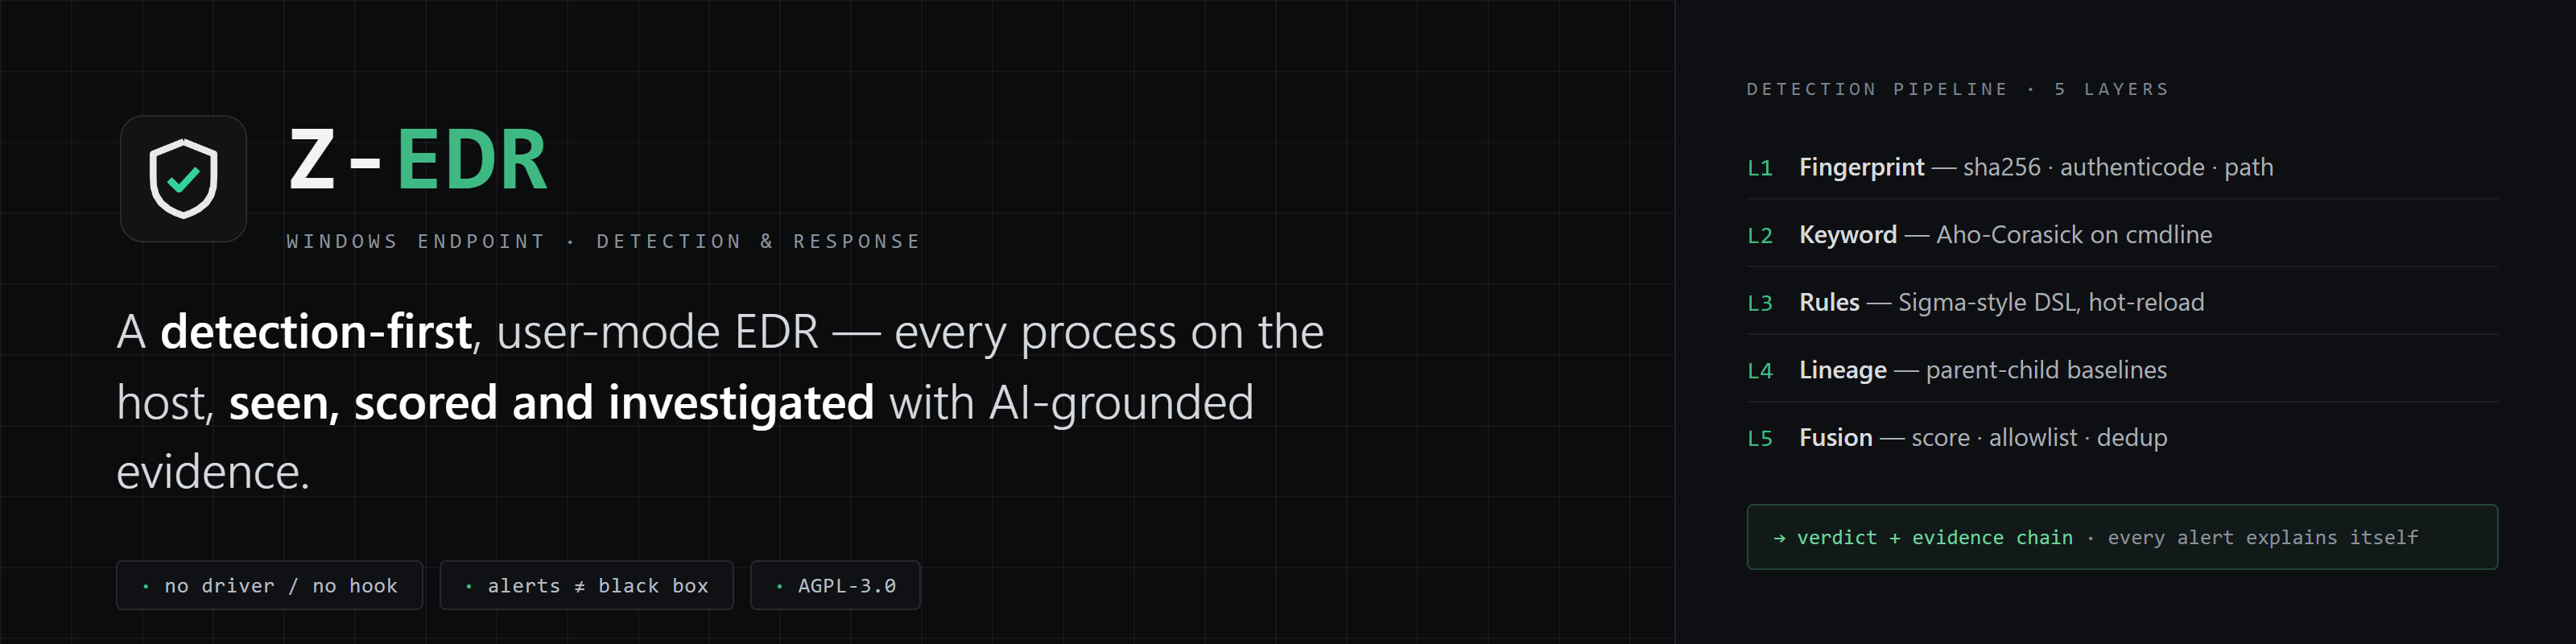 Z-EDR
WINDOWS ENDPOINT · DETECTION & RESPONSE
A detection-first, user-mode EDR — every process on the
host, seen, scored and investigated with AI-grounded
evidence.
• no driver / no hook
• alerts ≠ black box
• AGPL-3.0
DETECTION PIPELINE · 5 LAYERS
L1 Fingerprint — sha256 · authenticode · path
L2 Keyword — Aho-Corasick on cmdline
L3 Rules — Sigma-style DSL, hot-reload
L4 Lineage — parent-child baselines
L5 Fusion — score · allowlist · dedup
→ verdict + evidence chain · every alert explains itself